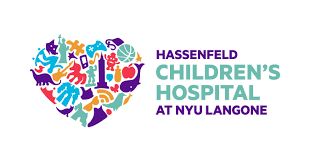 HASSENFELD
CHILDREN'S
HOSPITAL
AT NYU LANGONE